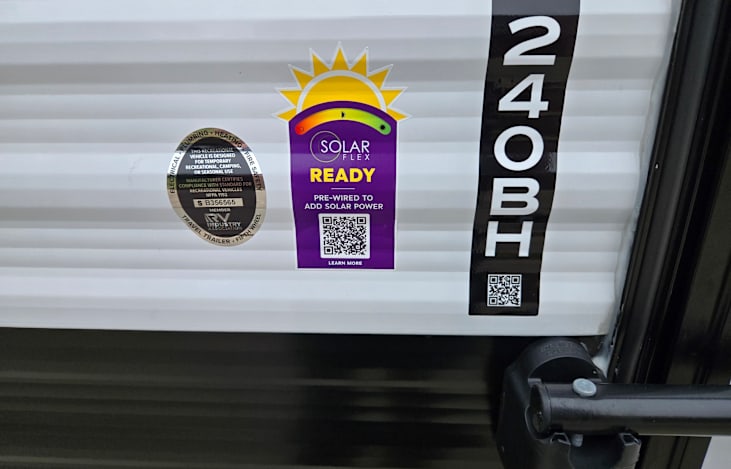 ELECTRICAL • PLUMBING • HEATING • FIRE SAFETY
THIS RECREATIONAL
VEHICLE IS DESIGNED
FOR TEMPORARY
RECREATIONAL, CAMPING,
OR SEASONAL USE
MANUFACTURER CERTIFIES
COMPLIANCE WITH STANDARD FOR
RECREATIONAL VEHICLES
NFPA 1192
S B356565
MEMBER
RV
INDUSTRY
ASSOCIATION
TRAVEL TRAILER • FIFTH WHEEL
SOLAR
FLEX
READY
PRE-WIRED TO
ADD SOLAR POWER
LEARN MORE
240BH